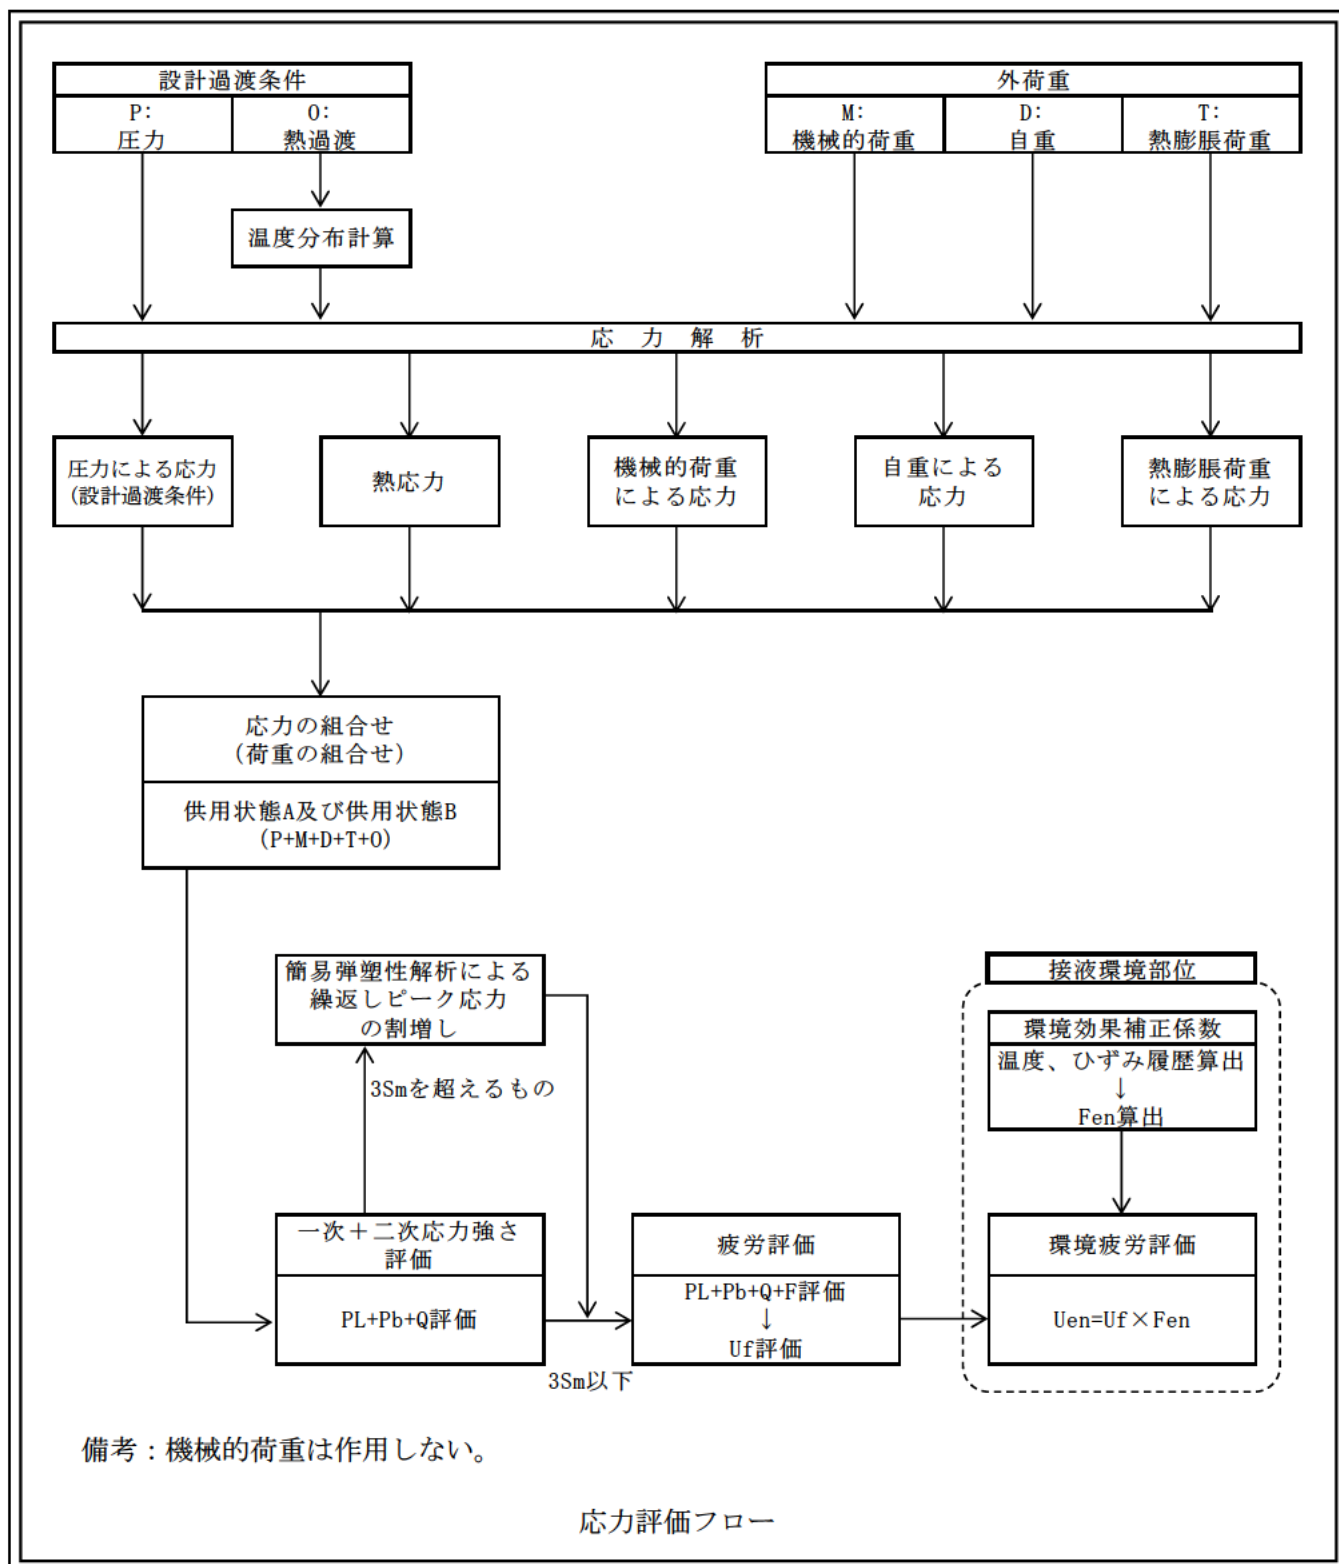 設計過渡条件
P:
圧力
O:
熱過渡
外荷重
M:
機械的荷重
D:
自重
T:
熱膨脹荷重
温度分布計算
応 力 解 析
圧力による応力
(設計過渡条件)
熱応力
機械的荷重
による応力
自重による
応力
熱膨脹荷重
による応力
応力の組合せ
(荷重の組合せ)
供用状態A及び供用状態B
(P+M+D+T+O)
簡易弾塑性解析による
繰返しピーク応力
の割増し
3Smを超えるもの
一次＋二次応力強さ
評価
PL+Pb+Q評価
3Sm以下
疲労評価
PL+Pb+Q+F評価
↓
Uf評価
接液環境部位
環境効果補正係数
温度、ひずみ履歴算出
↓
Fen算出
環境疲労評価
Uen=Uf×Fen
備考：機械的荷重は作用しない。
応力評価フロー